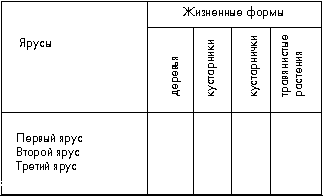 Жизненные формы
Ярусы
деревья
кустарники
кустарнички
травянистые
растения
Первый ярус
Второй ярус
Третий ярус